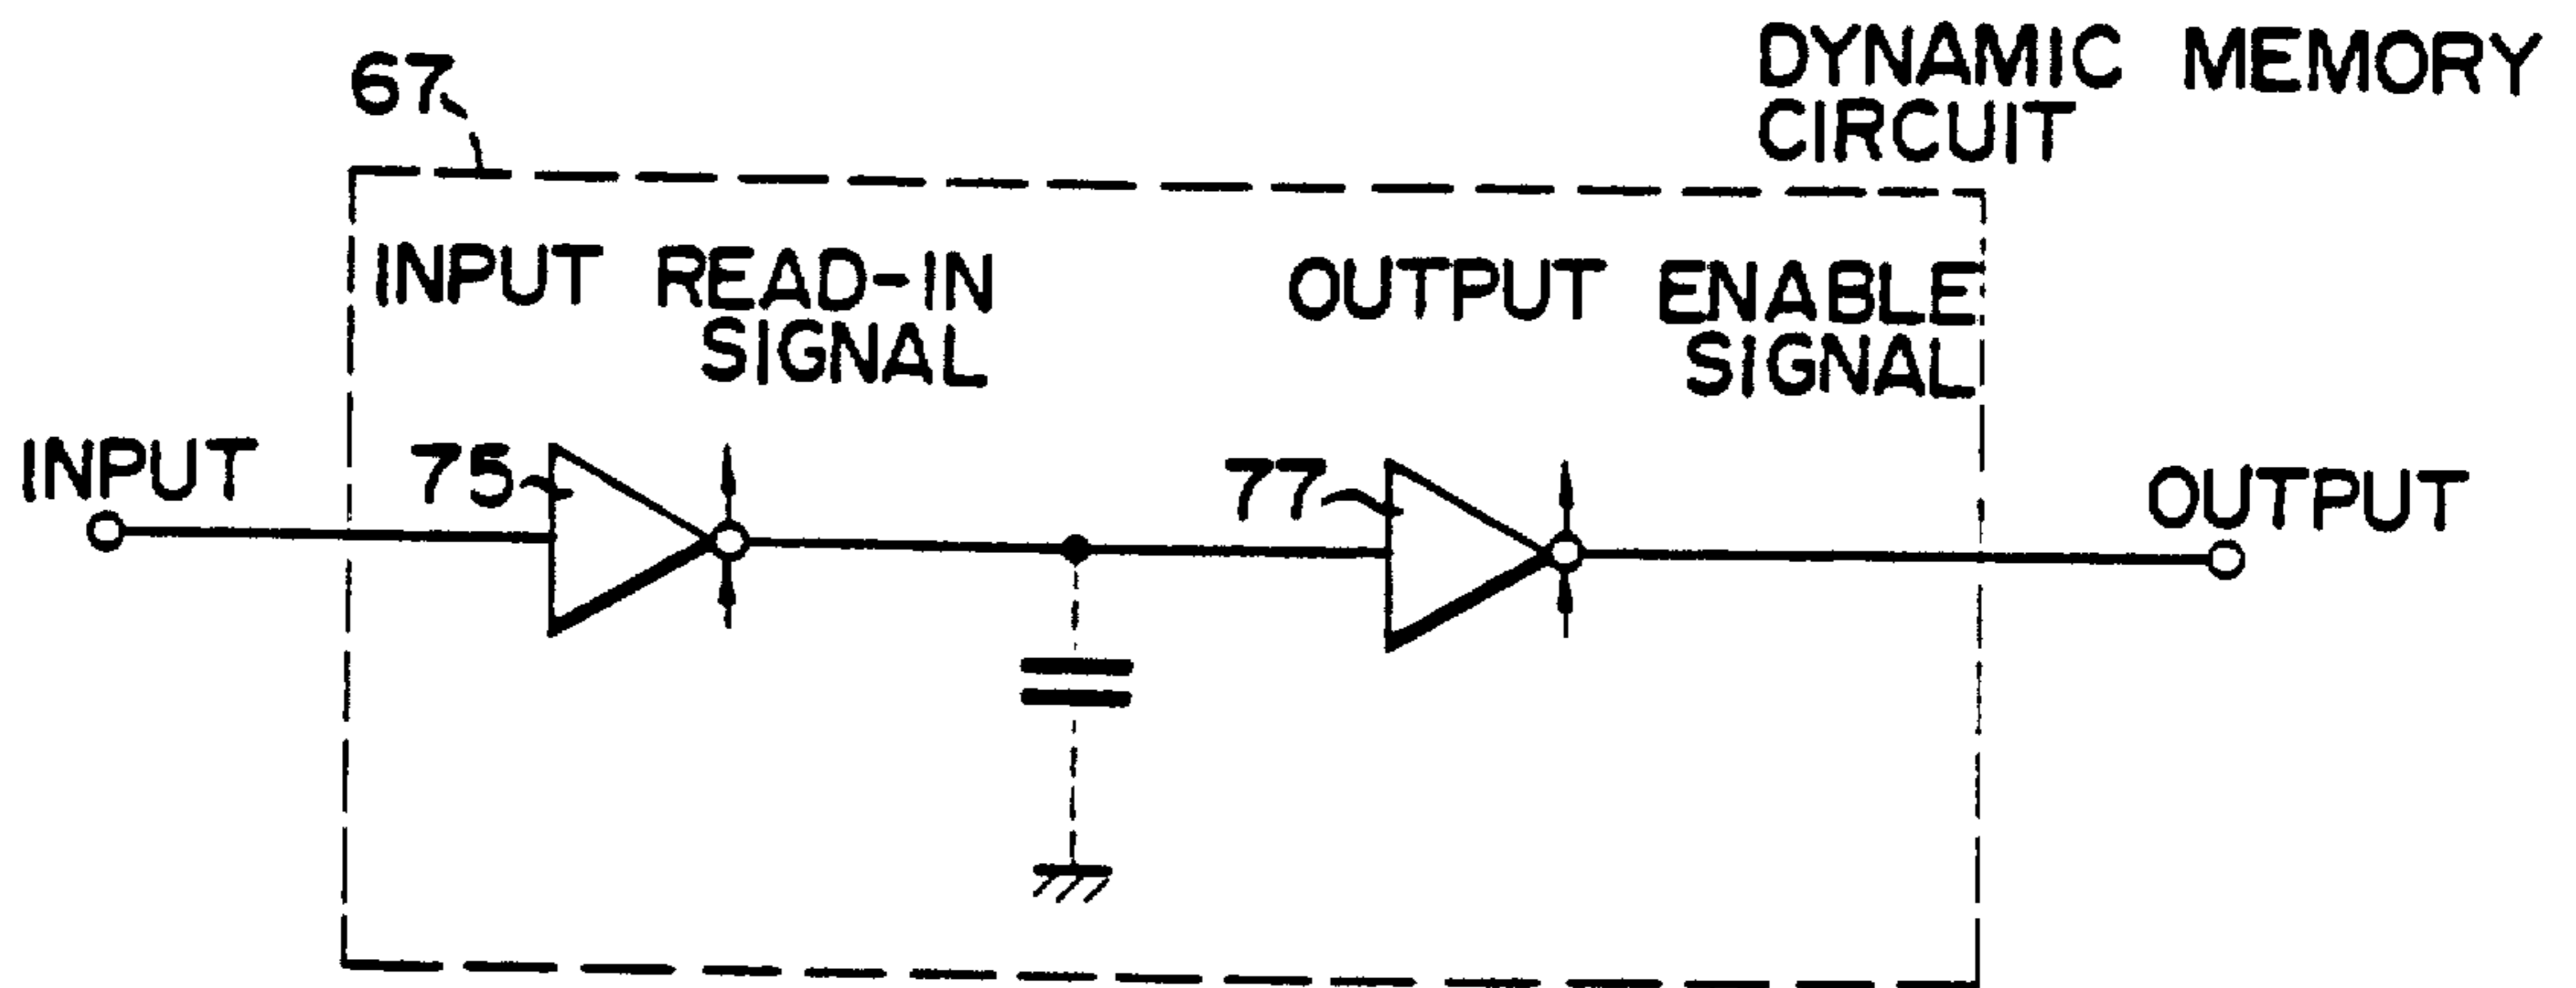 67
DYNAMIC MEMORY
CIRCUIT
INPUT READ-IN
SIGNAL
OUTPUT ENABLE
SIGNAL
INPUT
75
77
OUTPUT